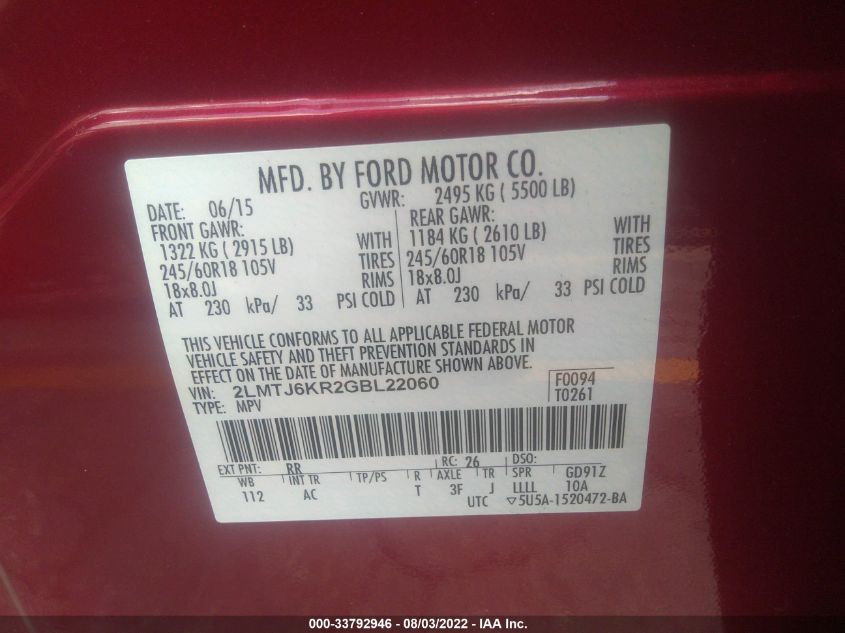 MFD. BY FORD MOTOR CO.
DATE: 06/15 GVWR: 2495 KG ( 5500 LB)
FRONT GAWR: REAR GAWR:
1322 KG ( 2915 LB) WITH 1184 KG ( 2610 LB) WITH
245/60R18 105V TIRES 245/60R18 105V TIRES
18x8.0J RIMS 18x8.0J RIMS
AT 230 kPa/ 33 PSI COLD AT 230 kPa/ 33 PSI COLD
THIS VEHICLE CONFORMS TO ALL APPLICABLE FEDERAL MOTOR
VEHICLE SAFETY AND THEFT PREVENTION STANDARDS IN
EFFECT ON THE DATE OF MANUFACTURE SHOWN ABOVE.
VIN: 2LMTJ6KR2GBL22060 F0094
TYPE: MPV T0261
EXT PNT: RR RC: 26 DSO:
WB INT TR TP/PS R AXLE TR SPR GD91Z
112 AC T 3F J LLLL 10A
UTC ▽5U5A-1520472-BA
000-33792946 - 08/03/2022 - IAA Inc.